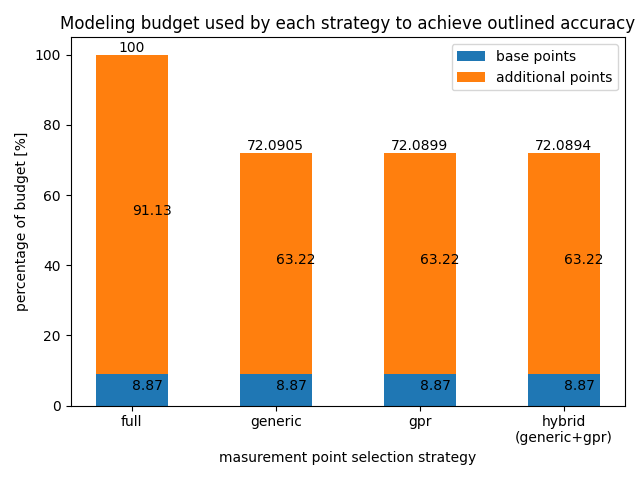 Modeling budget used by each strategy to achieve outlined accuracy
base points
additional points
percentage of budget [%]
100
80
60
40
20
0
100
72.0905
72.0899
72.0894
91.13
63.22
63.22
63.22
8.87
8.87
8.87
8.87
full
generic
gpr
hybrid
(generic+gpr)
masurement point selection strategy